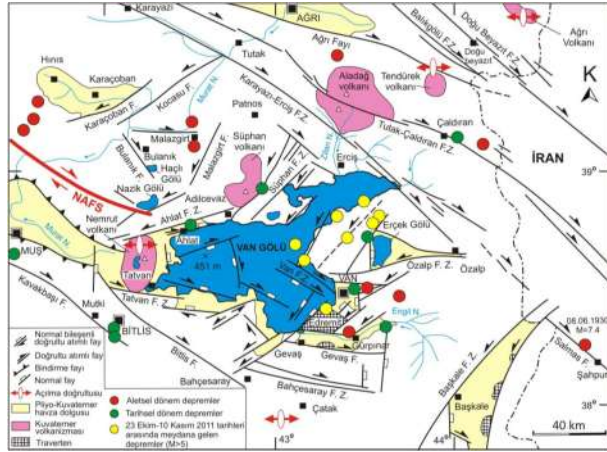 Karayazı
AĞRI
Hınıs
Karaçoban
Tutak
Ağrı Fayı
Balıkgölü F.Z.
Doğu Beyazıt F.Z.
Doğu
beyazıt
Ağrı
Volkanı
Kocasu F.
Murat N.
Karaçoban F.
Patnos
Karayazı-Erciş F.Z.
Aladağ
volkanı
Tendürek
volkanı
K
Malazgirt
Süphan
volkanı
Zilan N.
Tutak-Çaldıran F.Z.
Çaldıran
Bulanık F.
Bulanık
Haçlı
Gölü
Malazgirt F.
Erciş
İRAN
39°
Nazik Gölü
Adilcevaz
Süphan F.Z.
NAFS
Nemrut
volkanı
Ahlat F. Z.
Ahlat
VAN GÖLÜ
Erçek Gölü
MUŞ
Murat N.
451 m
Van F.Z.
Özalp F. Z.
Özalp
Tatvan
Kavakbaşı F.
Mutki
Tatvan F. Z.
VAN
Edremit
Engil N.
BİTLİS
Bitlis F.
Gevaş
Gevaş F.
Gürpınar
06.06.1930
M=7.4
Salmas F.
Şahpur
Bahçesaray
Bahçesaray F.Z.
Çatak
Başkale F. Z.
Başkale
38°
43°
44°
40 km
Normal bileşenli
doğrultu atımlı fay
Doğrultu atımlı fay
Bindirme fayı
Normal fay
Açılma doğrultusu
Pliyo-Kuvaterner
havza dolgusu
Kuvaterner
volkanizması
Traverten
Aletsel dönem depremler
Tarihsel dönem depremler
23 Ekim-10 Kasım 2011 tarihleri
arasında meydana gelen
depremler (M>5)